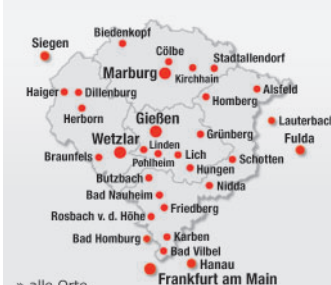 Biedenkopf
Siegen
Cölbe
Stadtallendorf
Marburg
Kirchhain
Haiger
Dillenburg
Alsfeld
Homberg
Herborn
Gießen
Lauterbach
Wetzlar
Grünberg
Fulda
Linden
Braunfels
Pohlheim
Lich
Schotten
Hungen
Butzbach
Nidda
Bad Nauheim
Friedberg
Rosbach v. d. Höhe
Bad Homburg
Karben
Bad Vilbel
Hanau
Frankfurt am Main
» alle Orte